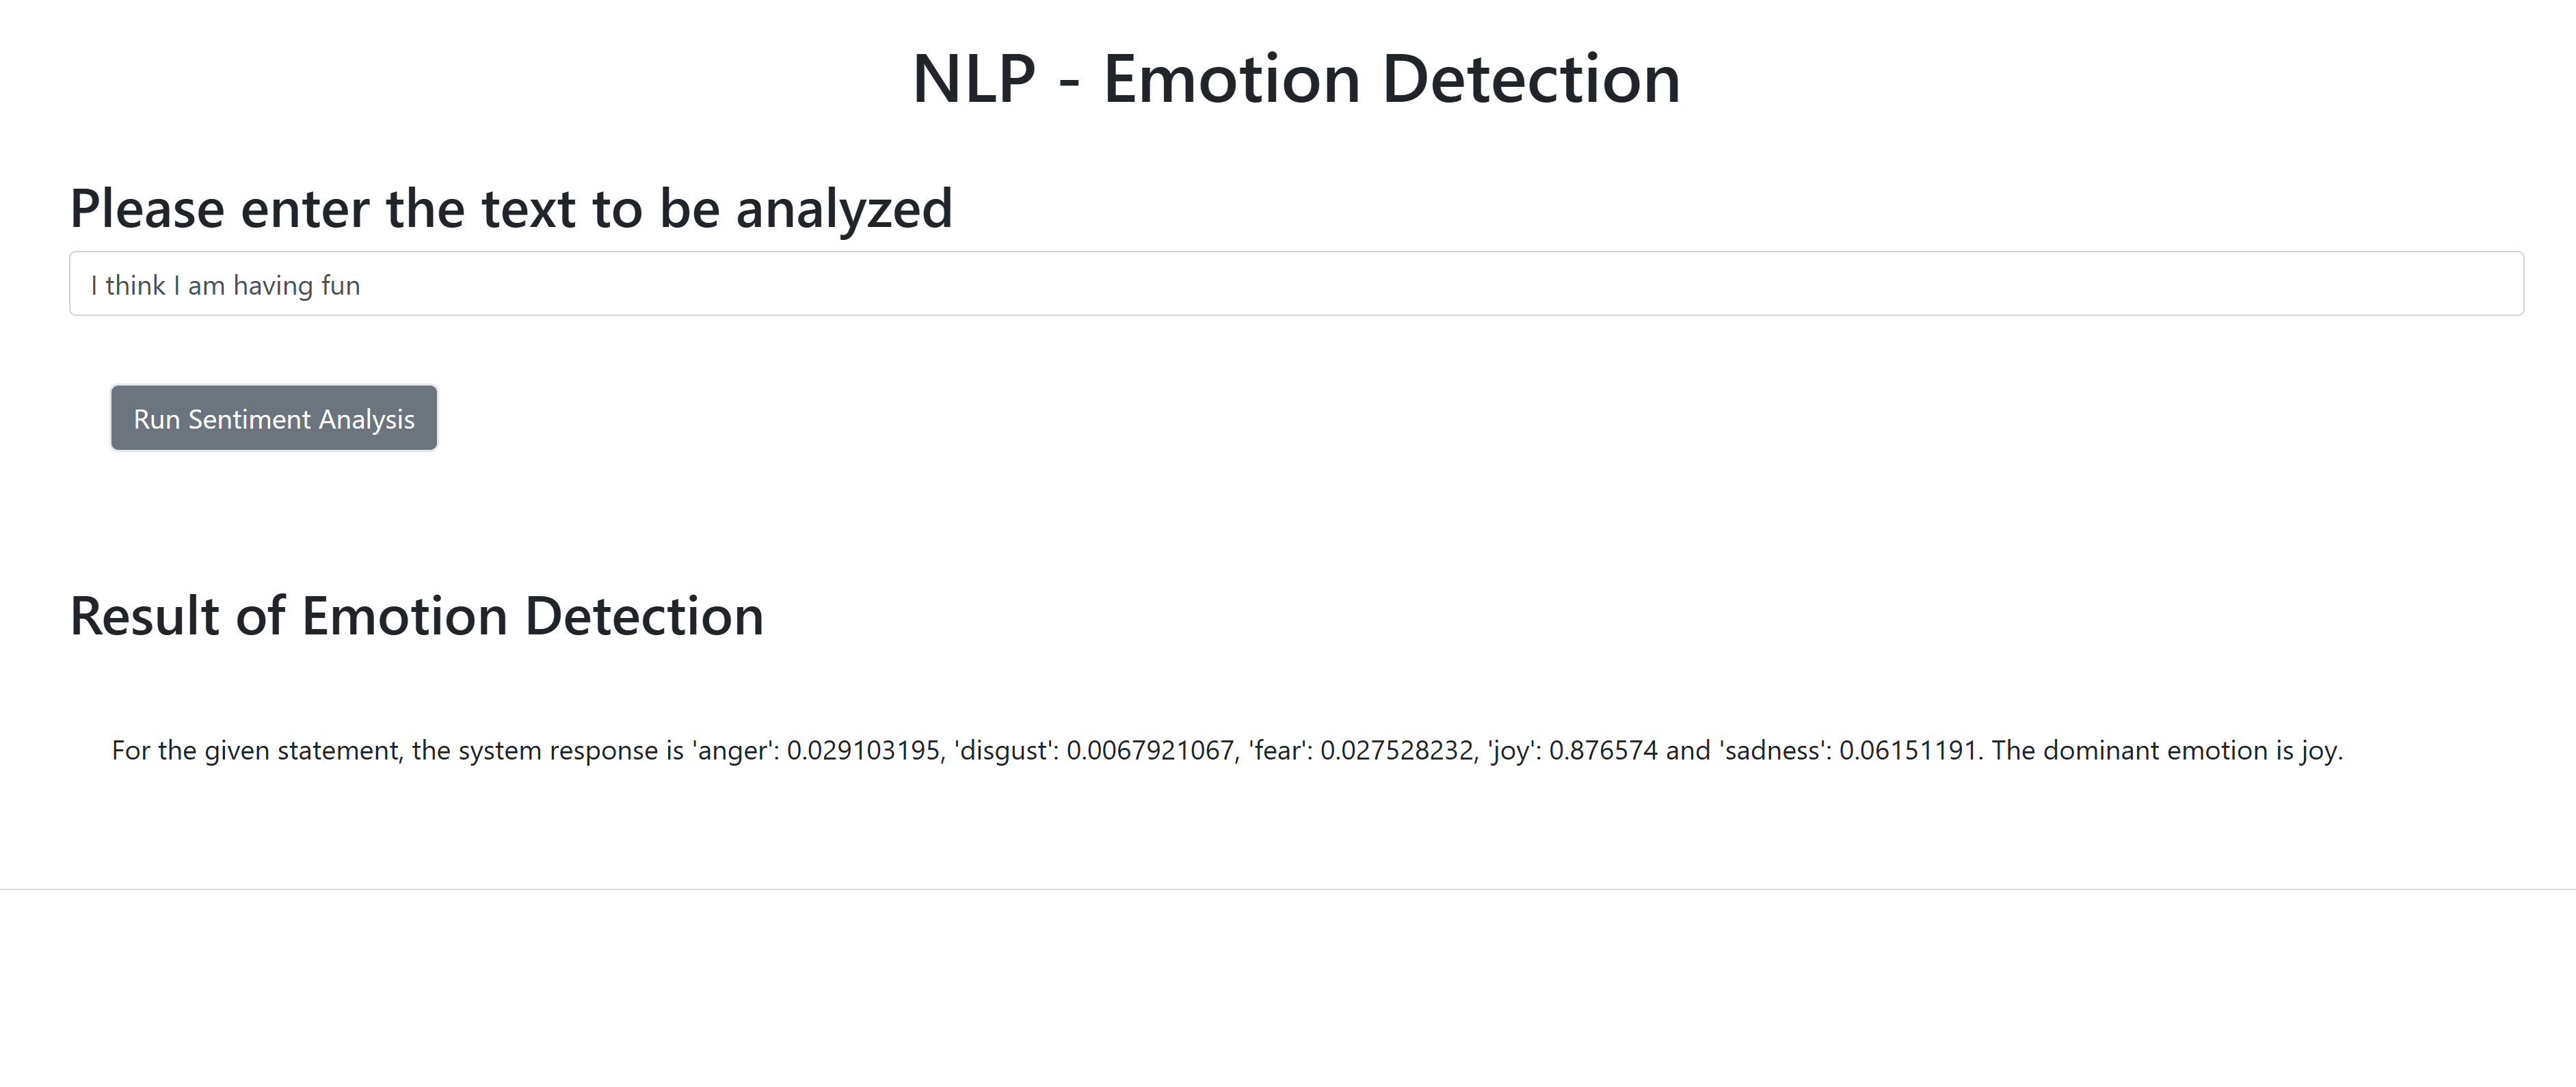 NLP - Emotion Detection
Please enter the text to be analyzed
I think I am having fun
Run Sentiment Analysis
Result of Emotion Detection
For the given statement, the system response is 'anger': 0.029103195, 'disgust': 0.0067921067, 'fear': 0.027528232, 'joy': 0.876574 and 'sadness': 0.06151191. The dominant emotion is joy.